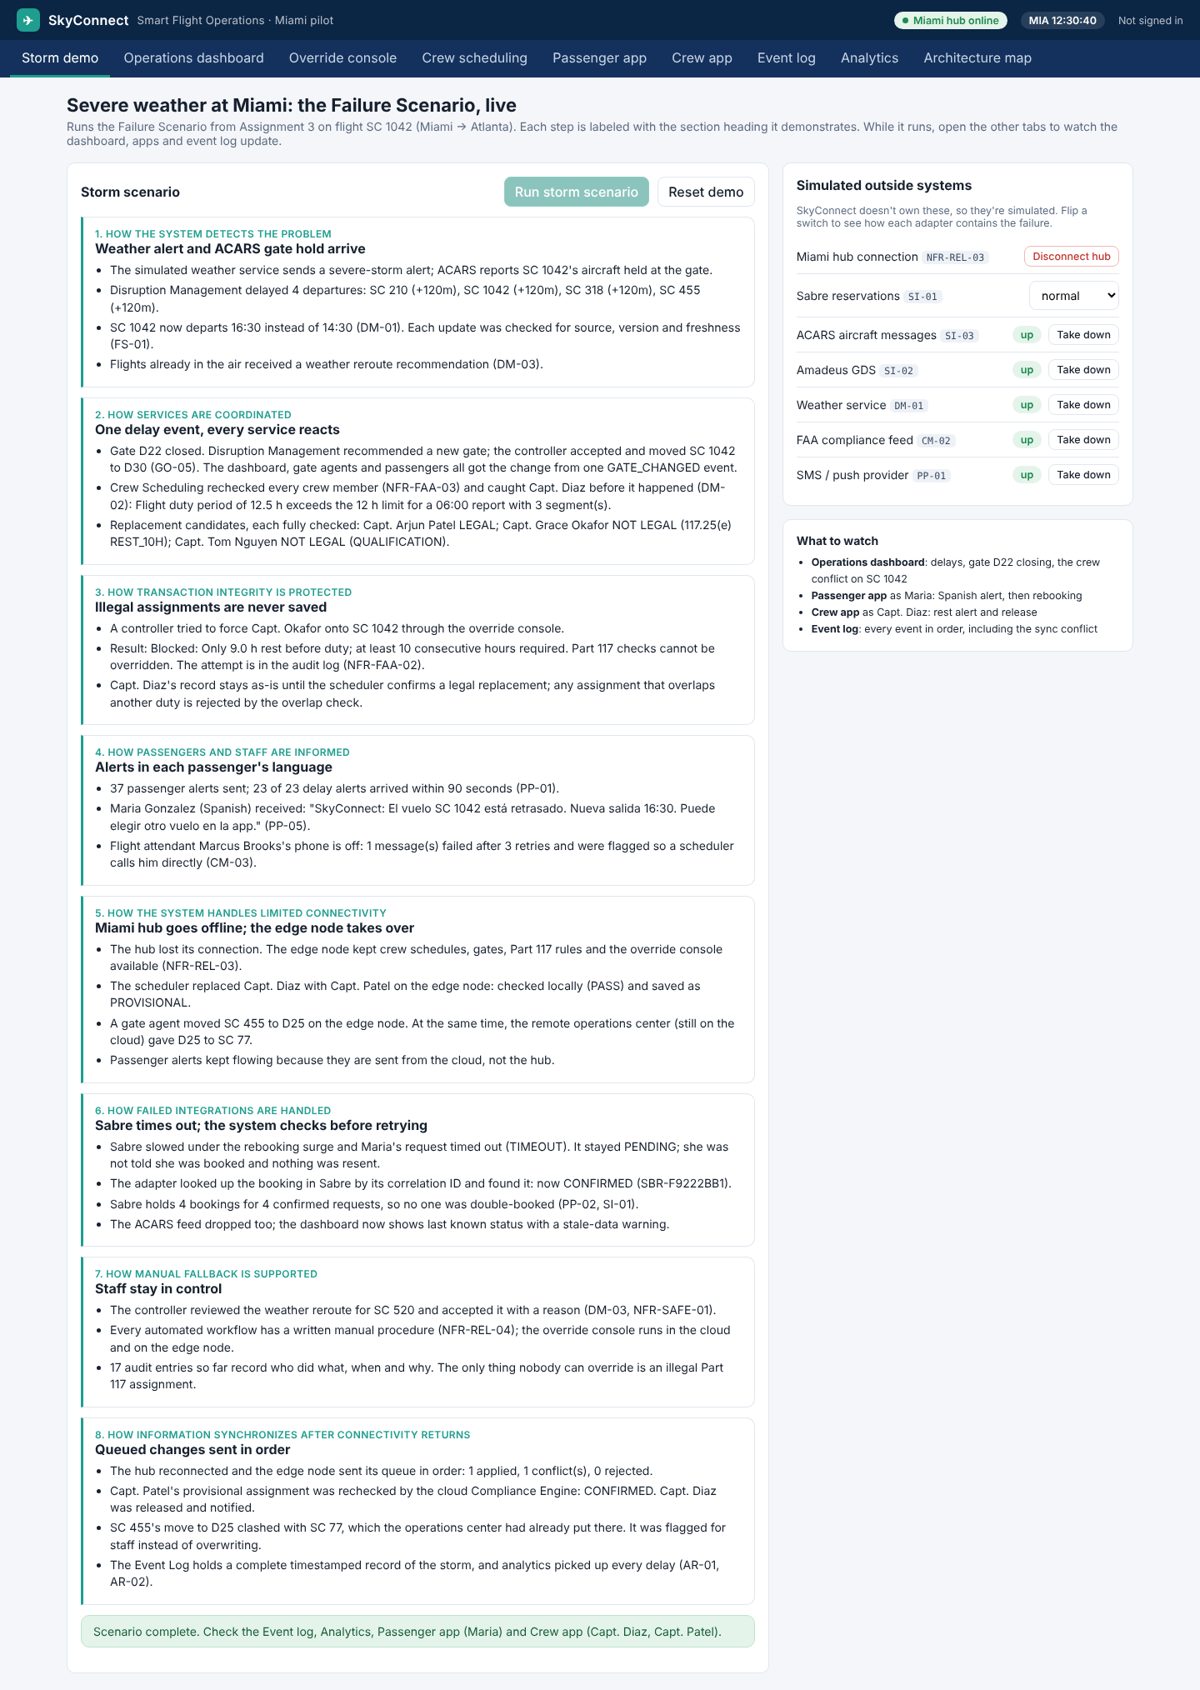 SkyConnect Smart Flight Operations · Miami pilot
Miami hub online MIA 12:30:40 Not signed in
Storm demo Operations dashboard Override console Crew scheduling Passenger app Crew app Event log Analytics Architecture map
Severe weather at Miami: the Failure Scenario, live
Runs the Failure Scenario from Assignment 3 on flight SC 1042 (Miami → Atlanta). Each step is labeled with the section heading it demonstrates. While it runs, open the other tabs to watch the
dashboard, apps and event log update.
Storm scenario
Run storm scenario
Reset demo
1. HOW THE SYSTEM DETECTS THE PROBLEM
Weather alert and ACARS gate hold arrive
• The simulated weather service sends a severe-storm alert; ACARS reports SC 1042's aircraft held at the gate.
• Disruption Management delayed 4 departures: SC 210 (+120m), SC 1042 (+120m), SC 318 (+120m), SC 455
(+120m).
• SC 1042 now departs 16:30 instead of 14:30 (DM-01). Each update was checked for source, version and freshness
(FS-01).
• Flights already in the air received a weather reroute recommendation (DM-03).
2. HOW SERVICES ARE COORDINATED
One delay event, every service reacts
• Gate D22 closed. Disruption Management recommended a new gate; the controller accepted and moved SC 1042
to D30 (GO-05). The dashboard, gate agents and passengers all got the change from one GATE_CHANGED event.
• Crew Scheduling rechecked every crew member (NFR-FAA-03) and caught Capt. Diaz before it happened (DM-
02): Flight duty period of 12.5 h exceeds the 12 h limit for a 06:00 report with 3 segment(s).
• Replacement candidates, each fully checked: Capt. Arjun Patel LEGAL; Capt. Grace Okafor NOT LEGAL (117.25(e)
REST_10H); Capt. Tom Nguyen NOT LEGAL (QUALIFICATION).
3. HOW TRANSACTION INTEGRITY IS PROTECTED
Illegal assignments are never saved
• A controller tried to force Capt. Okafor onto SC 1042 through the override console.
• Result: Blocked: Only 9.0 h rest before duty; at least 10 consecutive hours required. Part 117 checks cannot be
overridden. The attempt is in the audit log (NFR-FAA-02).
• Capt. Diaz's record stays as-is until the scheduler confirms a legal replacement; any assignment that overlaps
another duty is rejected by the overlap check.
4. HOW PASSENGERS AND STAFF ARE INFORMED
Alerts in each passenger's language
• 37 passenger alerts sent; 23 of 23 delay alerts arrived within 90 seconds (PP-01).
• Maria Gonzalez (Spanish) received: "SkyConnect: El vuelo SC 1042 está retrasado. Nueva salida 16:30. Puede
elegir otro vuelo en la app." (PP-05).
• Flight attendant Marcus Brooks's phone is off: 1 message(s) failed after 3 retries and were flagged so a scheduler
calls him directly (CM-03).
5. HOW THE SYSTEM HANDLES LIMITED CONNECTIVITY
Miami hub goes offline; the edge node takes over
• The hub lost its connection. The edge node kept crew schedules, gates, Part 117 rules and the override console
available (NFR-REL-03).
• The scheduler replaced Capt. Diaz with Capt. Patel on the edge node: checked locally (PASS) and saved as
PROVISIONAL.
• A gate agent moved SC 455 to D25 on the edge node. At the same time, the remote operations center (still on the
cloud) gave D25 to SC 77.
• Passenger alerts kept flowing because they are sent from the cloud, not the hub.
6. HOW FAILED INTEGRATIONS ARE HANDLED
Sabre times out; the system checks before retrying
• Sabre slowed under the rebooking surge and Maria's request timed out (TIMEOUT). It stayed PENDING; she was
not told she was booked and nothing was resent.
• The adapter looked up the booking in Sabre by its correlation ID and found it: now CONFIRMED (SBR-F9222BB1).
• Sabre holds 4 bookings for 4 confirmed requests, so no one was double-booked (PP-02, SI-01).
• The ACARS feed dropped too; the dashboard now shows last known status with a stale-data warning.
7. HOW MANUAL FALLBACK IS SUPPORTED
Staff stay in control
• The controller reviewed the weather reroute for SC 520 and accepted it with a reason (DM-03, NFR-SAFE-01).
• Every automated workflow has a written manual procedure (NFR-REL-04); the override console runs in the cloud
and on the edge node.
• 17 audit entries so far record who did what, when and why. The only thing nobody can override is an illegal Part
117 assignment.
8. HOW INFORMATION SYNCHRONIZES AFTER CONNECTIVITY RETURNS
Queued changes sent in order
• The hub reconnected and the edge node sent its queue in order: 1 applied, 1 conflict(s), 0 rejected.
• Capt. Patel's provisional assignment was rechecked by the cloud Compliance Engine: CONFIRMED. Capt. Diaz
was released and notified.
• SC 455's move to D25 clashed with SC 77, which the operations center had already put there. It was flagged for
staff instead of overwriting.
• The Event Log holds a complete timestamped record of the storm, and analytics picked up every delay (AR-01,
AR-02).
Scenario complete. Check the Event log, Analytics, Passenger app (Maria) and Crew app (Capt. Diaz, Capt. Patel).
Simulated outside systems
SkyConnect doesn't own these, so they're simulated. Flip a
switch to see how each adapter contains the failure.
Miami hub connection NFR-REL-03 Disconnect hub
Sabre reservations SI-01 normal
ACARS aircraft messages SI-03 up Take down
Amadeus GDS SI-02 up Take down
Weather service DM-01 up Take down
FAA compliance feed CM-02 up Take down
SMS / push provider PP-01 up Take down
What to watch
• Operations dashboard: delays, gate D22 closing, the crew
conflict on SC 1042
• Passenger app as Maria: Spanish alert, then rebooking
• Crew app as Capt. Diaz: rest alert and release
• Event log: every event in order, including the sync conflict